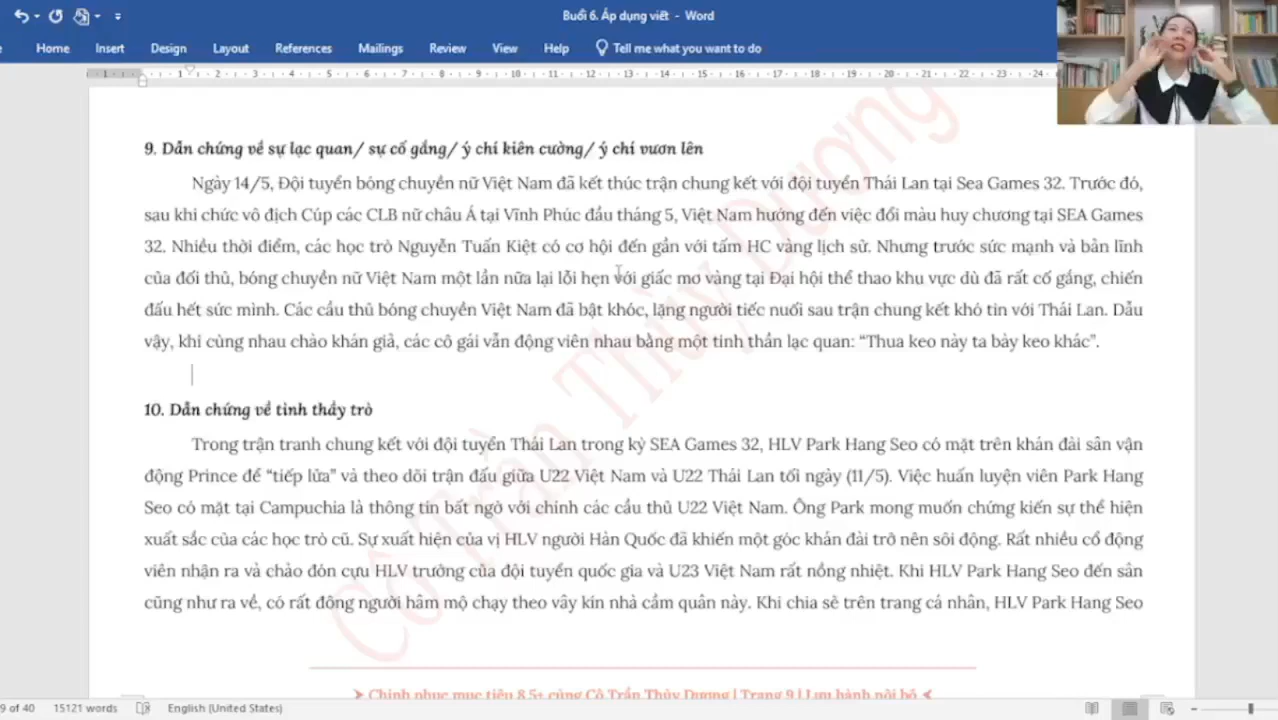 Buổi 6. Áp dụng viết - Word
Home Insert Design Layout References Mailings Review View Help Tell me what you want to do
9. Dẫn chứng về sự lạc quan/ sự cố gắng/ ý chí kiên cường/ ý chí vươn lên
Ngày 14/5, Đội tuyển bóng chuyền nữ Việt Nam đã kết thúc trận chung kết với đội tuyển Thái Lan tại Sea Games 32. Trước đó,
sau khi chức vô địch Cúp các CLB nữ châu Á tại Vĩnh Phúc đầu tháng 5, Việt Nam hướng đến việc đổi màu huy chương tại SEA Games
32. Nhiều thời điểm, các học trò Nguyễn Tuấn Kiệt có cơ hội đến gần với tấm HC vàng lịch sử. Nhưng trước sức mạnh và bản lĩnh
của đối thủ, bóng chuyền nữ Việt Nam một lần nữa lại lỗi hẹn với giấc mơ vàng tại Đại hội thể thao khu vực dù đã rất cố gắng, chiến
đấu hết sức mình. Các cầu thủ bóng chuyền Việt Nam đã bật khóc, lặng người tiếc nuối sau trận chung kết khó tin với Thái Lan. Dẫu
vậy, khi cùng nhau chào khán giả, các cô gái vẫn động viên nhau bằng một tinh thần lạc quan: “Thua keo này ta bày keo khác”.
10. Dẫn chứng về tình thầy trò
Trong trận tranh chung kết với đội tuyển Thái Lan trong kỳ SEA Games 32, HLV Park Hang Seo có mặt trên khán đài sân vận
động Prince để “tiếp lửa” và theo dõi trận đấu giữa U22 Việt Nam và U22 Thái Lan tối ngày (11/5). Việc huấn luyện viên Park Hang
Seo có mặt tại Campuchia là thông tin bất ngờ với chính các cầu thủ U22 Việt Nam. Ông Park mong muốn chứng kiến sự thể hiện
xuất sắc của các học trò cũ. Sự xuất hiện của vị HLV người Hàn Quốc đã khiến một góc khán đài trở nên sôi động. Rất nhiều cổ động
viên nhận ra và chào đón cựu HLV trưởng của đội tuyển quốc gia và U23 Việt Nam rất nồng nhiệt. Khi HLV Park Hang Seo đến sân
cũng như ra về, có rất đông người hâm mộ chạy theo vây kín nhà cầm quân này. Khi chia sẻ trên trang cá nhân, HLV Park Hang Seo
Cô Trần Thùy Dương
Chinh phục mục tiêu 8.5+ cùng Cô Trần Thùy Dương | Trang 9 | Lưu hành nội bộ
9 of 40 15121 words English (United States)